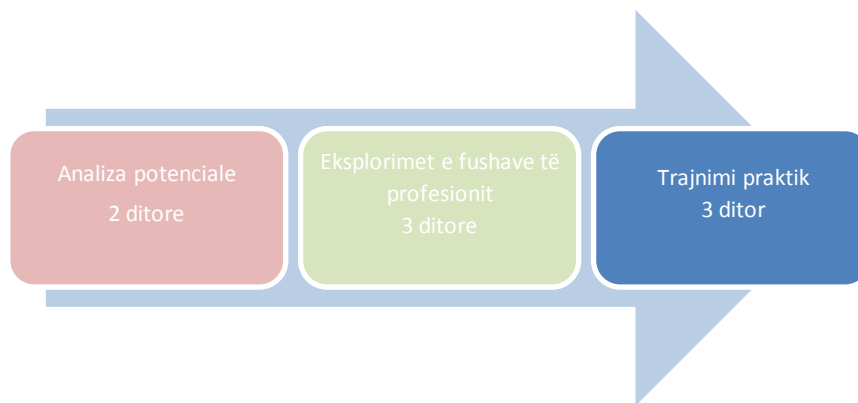 Analiza potenciale
2 ditore
Eksplorimet e fushave të
profesionit
3 ditore
Trajnimi praktik
3 ditor